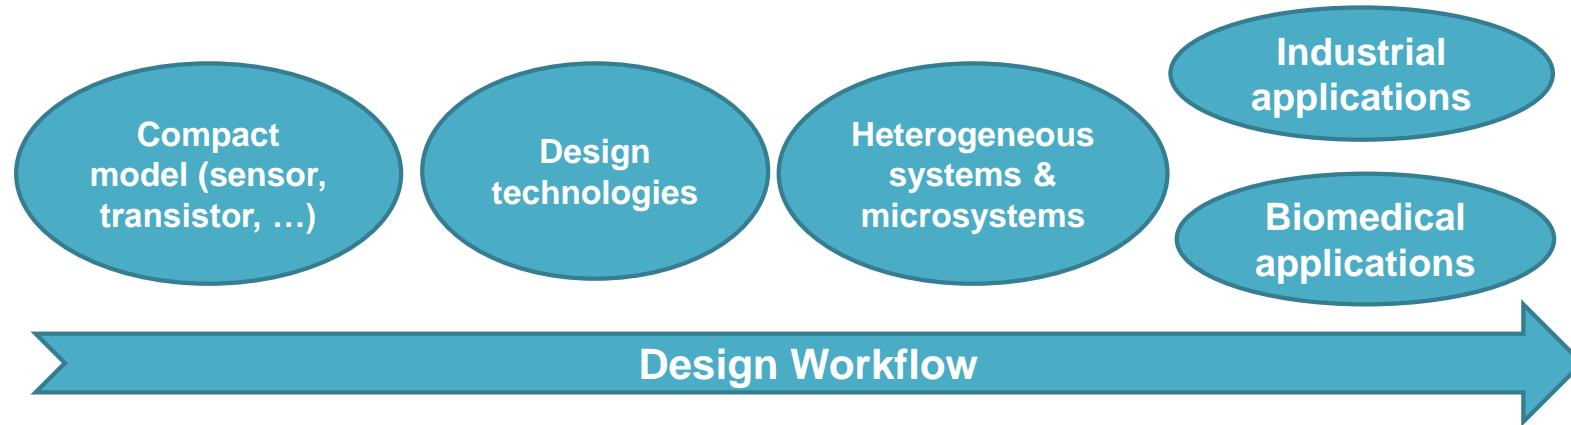 Compact
model (sensor,
transistor, …)
Design
technologies
Heterogeneous
systems &
microsystems
Industrial
applications
Biomedical
applications
Design Workflow